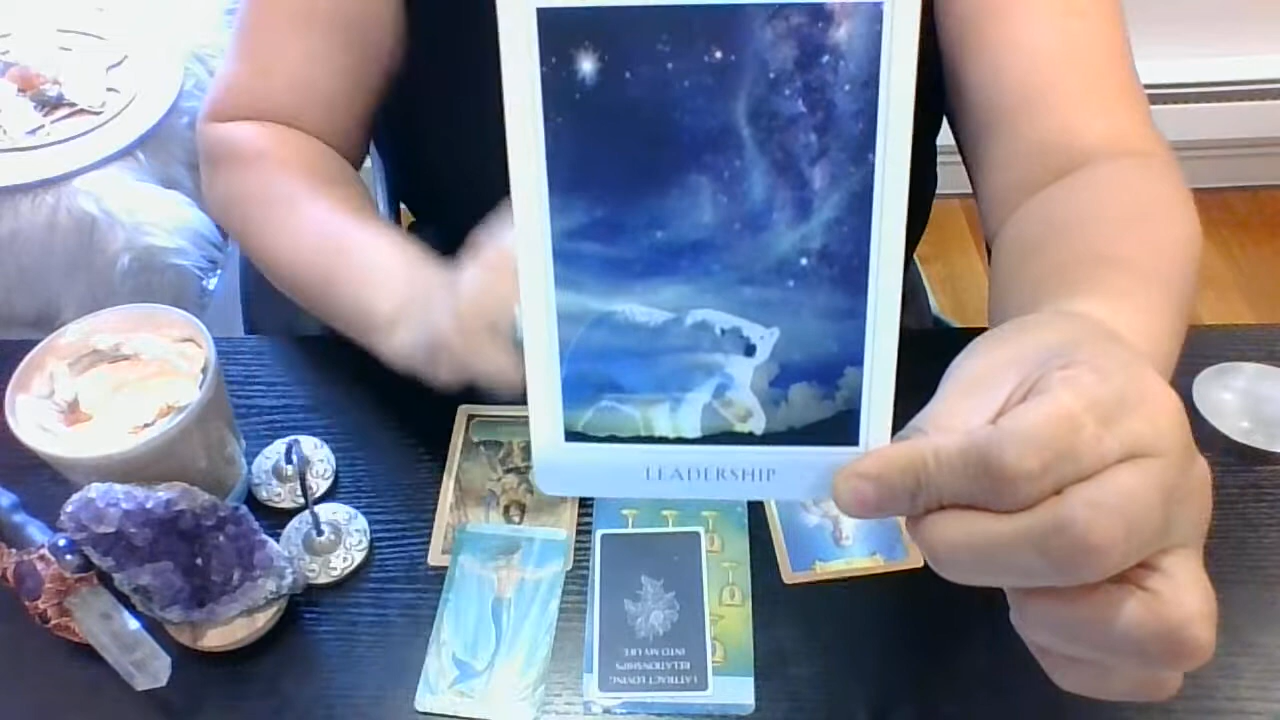 LEADERSHIP
I ATTRACT LOVING
RELATIONSHIPS
INTO MY LIFE